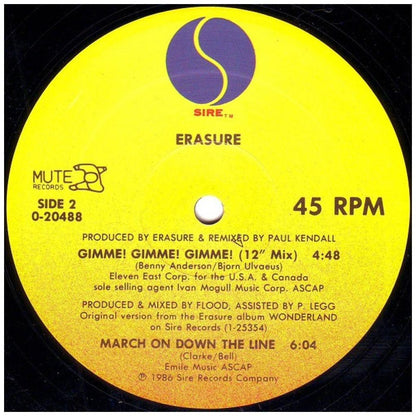 SIRE TM
ERASURE
MUTE
RECORDS
SIDE 2
0-20488
45 RPM
PRODUCED BY ERASURE & REMIXED BY PAUL KENDALL
GIMME! GIMME! GIMME! (12" Mix) 4:48
(Benny Anderson/Bjorn Ulvaeus)
Eleven East Corp. for the U.S.A. & Canada
sole selling agent Ivan Mogull Music Corp. ASCAP
PRODUCED & MIXED BY FLOOD, ASSISTED BY P. LEGG
Original version from the Erasure album WONDERLAND
on Sire Records (1-25354)
MARCH ON DOWN THE LINE 6:04
(Clarke/Bell)
Emile Music ASCAP
℗ 1986 Sire Records Company